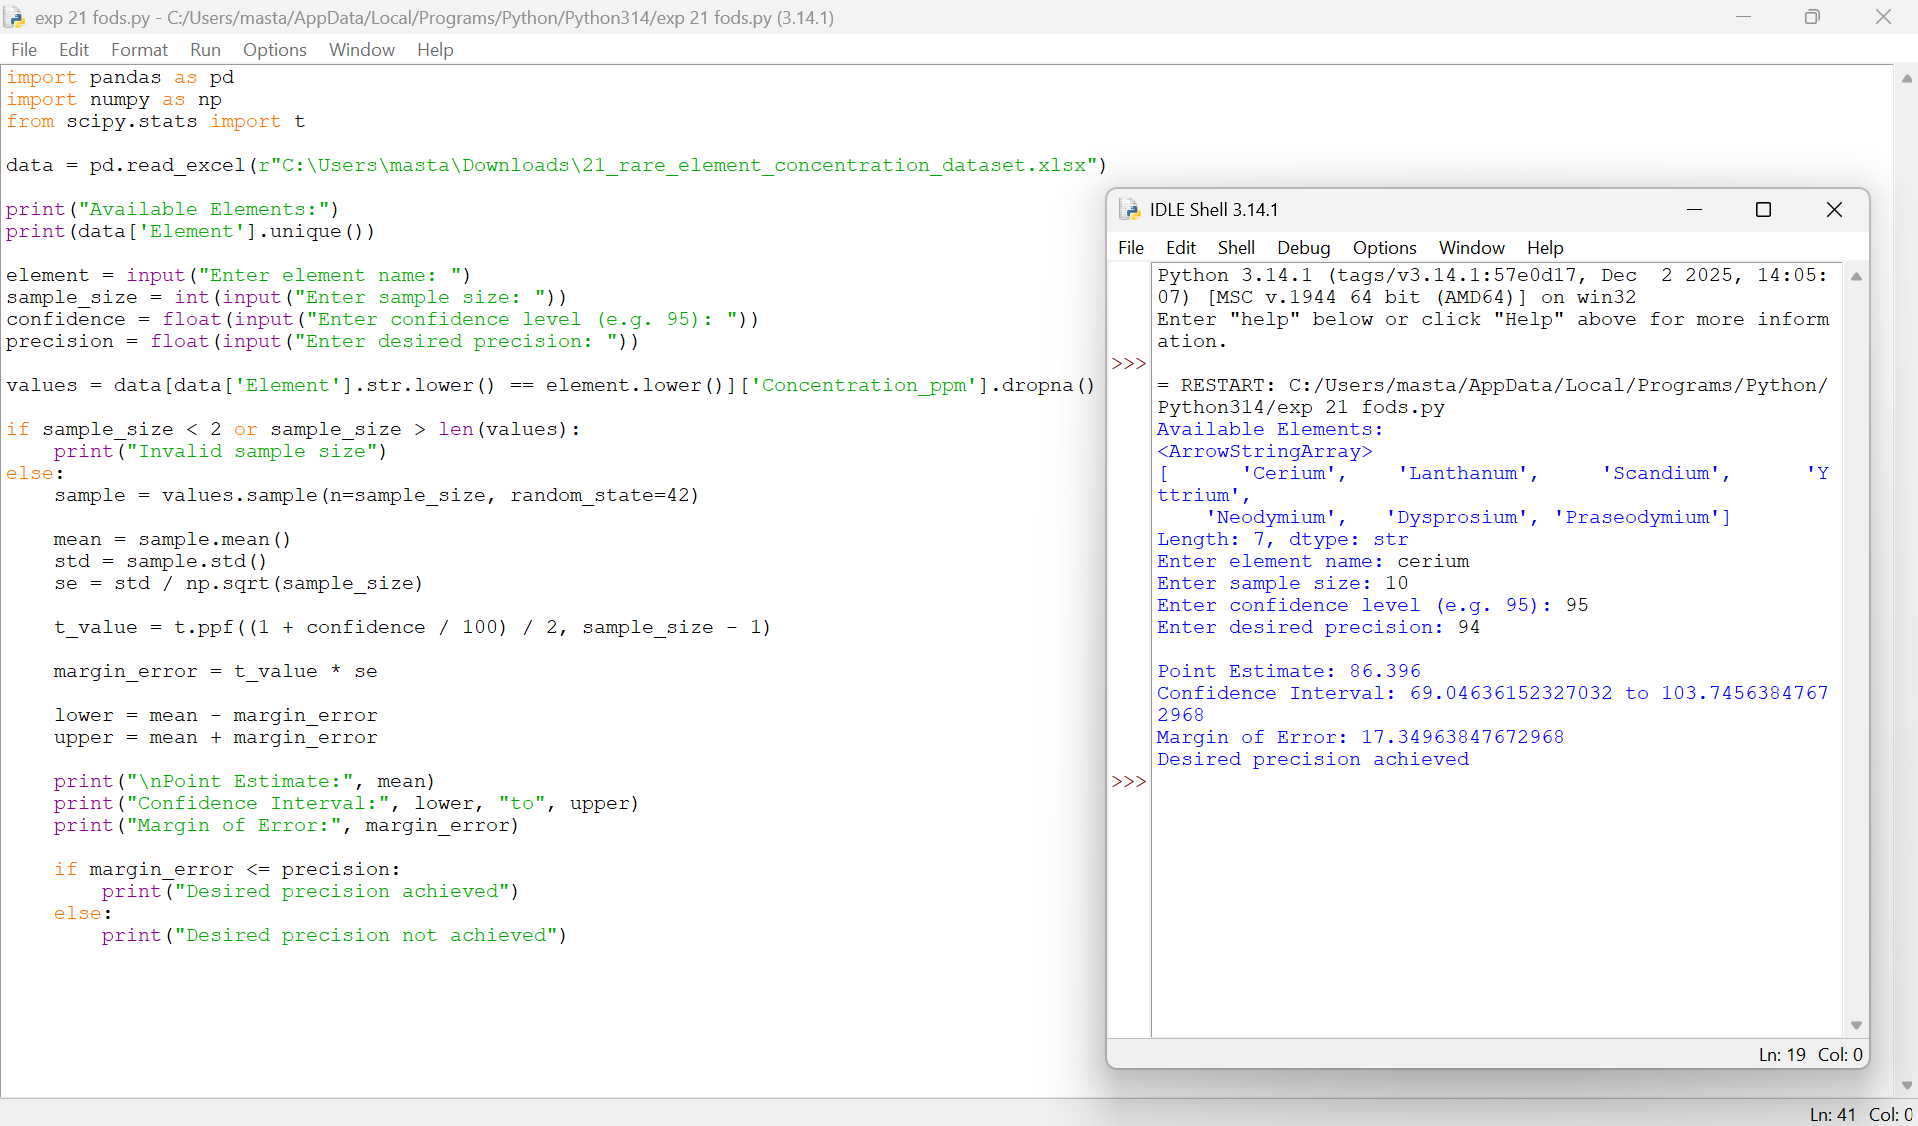 exp 21 fods.py - C:/Users/masta/AppData/Local/Programs/Python/Python314/exp 21 fods.py (3.14.1)
File Edit Format Run Options Window Help
import pandas as pd
import numpy as np
from scipy.stats import t
data = pd.read_excel(r"C:\Users\masta\Downloads\21_rare_element_concentration_dataset.xlsx")
print("Available Elements:")
print(data['Element'].unique())
element = input("Enter element name: ")
sample_size = int(input("Enter sample size: "))
confidence = float(input("Enter confidence level (e.g. 95): "))
precision = float(input("Enter desired precision: "))
values = data[data['Element'].str.lower() == element.lower()]['Concentration_ppm'].dropna()
if sample_size < 2 or sample_size > len(values):
    print("Invalid sample size")
else:
    sample = values.sample(n=sample_size, random_state=42)
    mean = sample.mean()
    std = sample.std()
    se = std / np.sqrt(sample_size)
    t_value = t.ppf((1 + confidence / 100) / 2, sample_size - 1)
    margin_error = t_value * se
    lower = mean - margin_error
    upper = mean + margin_error
    print("\nPoint Estimate:", mean)
    print("Confidence Interval:", lower, "to", upper)
    print("Margin of Error:", margin_error)
    if margin_error <= precision:
        print("Desired precision achieved")
    else:
        print("Desired precision not achieved")
Ln: 41 Col: 0
IDLE Shell 3.14.1
File Edit Shell Debug Options Window Help
Python 3.14.1 (tags/v3.14.1:57e0d17, Dec  2 2025, 14:05:
07) [MSC v.1944 64 bit (AMD64)] on win32
Enter "help" below or click "Help" above for more inform
ation.
>>>
= RESTART: C:/Users/masta/AppData/Local/Programs/Python/
Python314/exp 21 fods.py
Available Elements:
<ArrowStringArray>
[      'Cerium',    'Lanthanum',     'Scandium',      'Y
ttrium',
    'Neodymium',   'Dysprosium', 'Praseodymium']
Length: 7, dtype: str
Enter element name: cerium
Enter sample size: 10
Enter confidence level (e.g. 95): 95
Enter desired precision: 94
Point Estimate: 86.396
Confidence Interval: 69.04636152327032 to 103.7456384767
2968
Margin of Error: 17.34963847672968
Desired precision achieved
>>>
Ln: 19 Col: 0